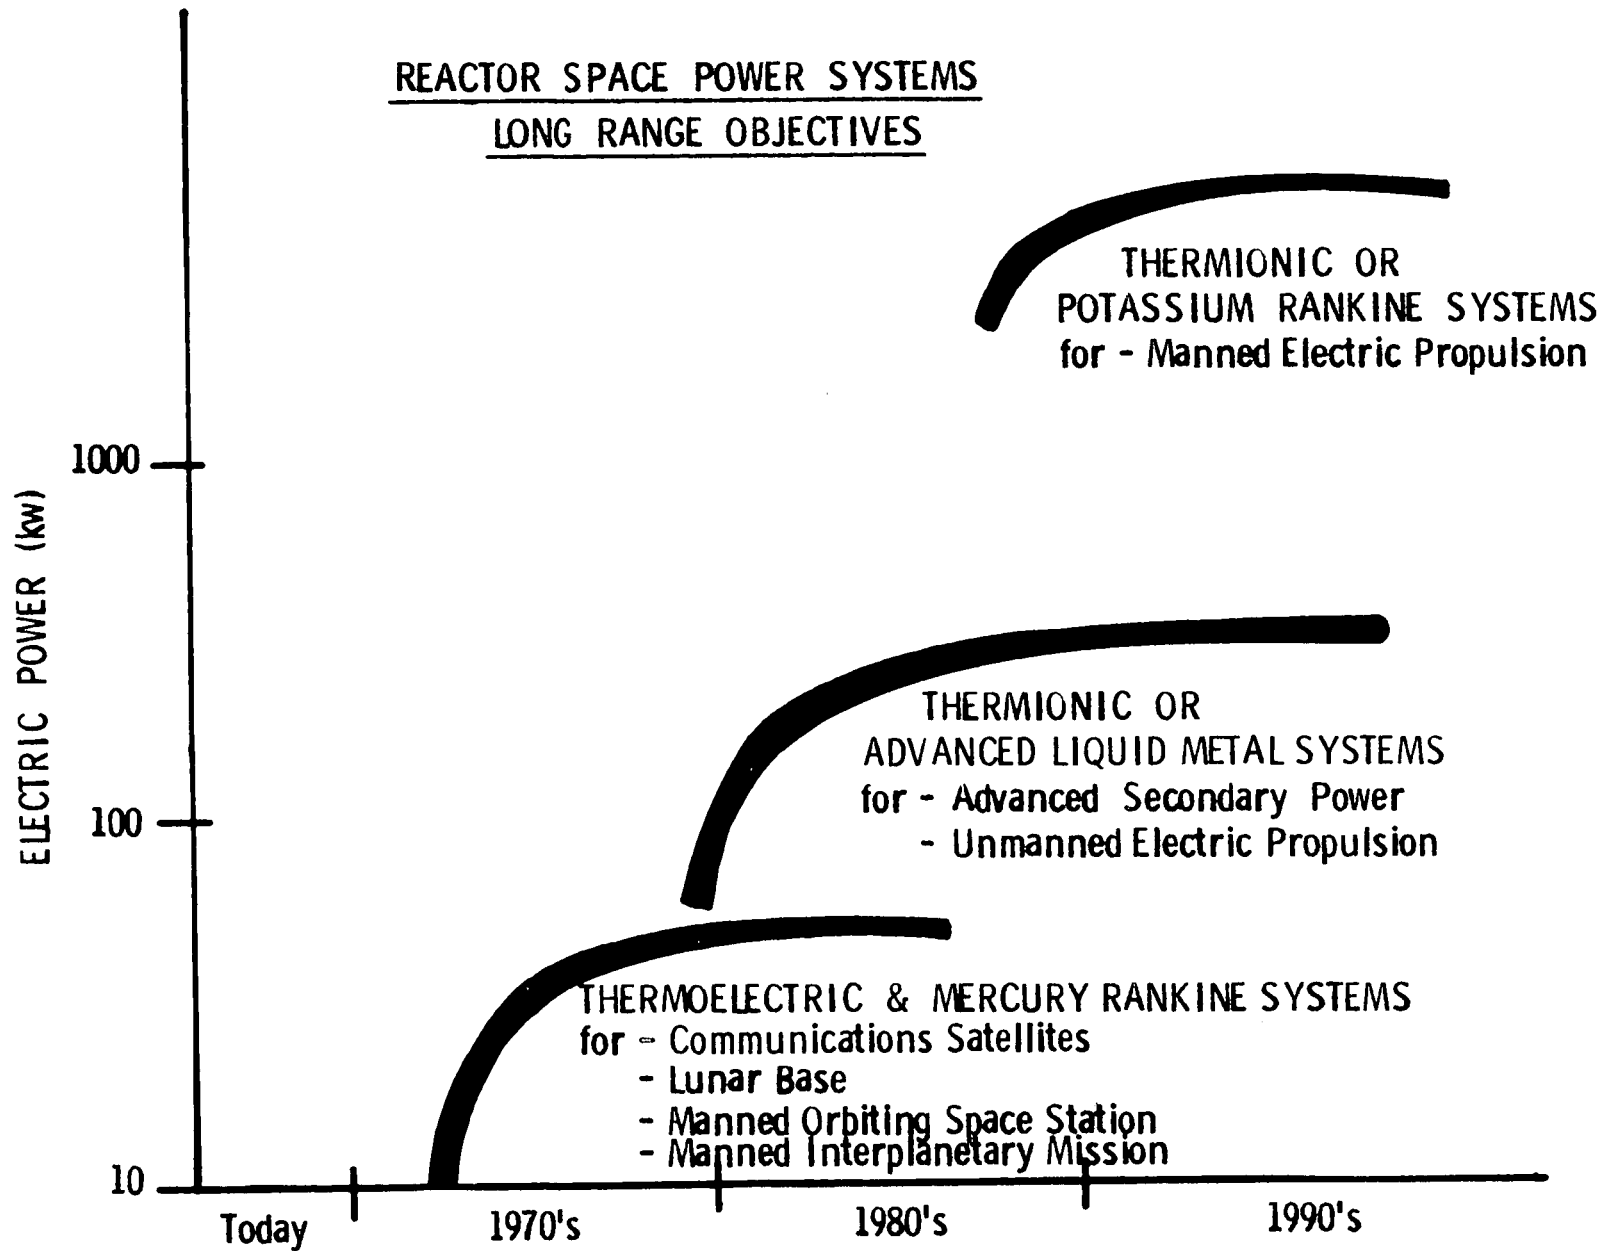 REACTOR SPACE POWER SYSTEMS
LONG RANGE OBJECTIVES
THERMIONIC OR
POTASSIUM RANKINE SYSTEMS
for - Manned Electric Propulsion
1000
ELECTRIC POWER (kw)
THERMIONIC OR
ADVANCED LIQUID METAL SYSTEMS
for - Advanced Secondary Power
- Unmanned Electric Propulsion
100
THERMOELECTRIC & MERCURY RANKINE SYSTEMS
for - Communications Satellites
- Lunar Base
- Manned Orbiting Space Station
- Manned Interplanetary Mission
10
Today 1970's 1980's 1990's